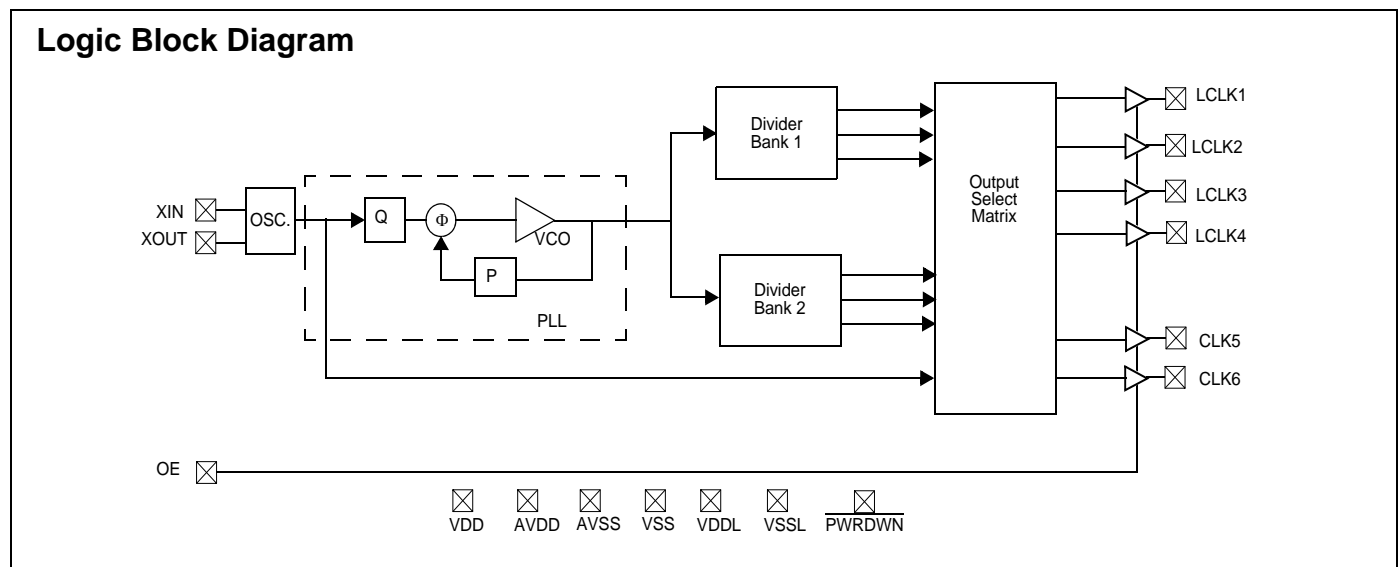 Logic Block Diagram
XIN
XOUT
OSC.
Q
Φ
VCO
P
PLL
Divider
Bank 1
Divider
Bank 2
Output
Select
Matrix
LCLK1
LCLK2
LCLK3
LCLK4
CLK5
CLK6
OE
VDD
AVDD
AVSS
VSS
VDDL
VSSL
PWRDWN